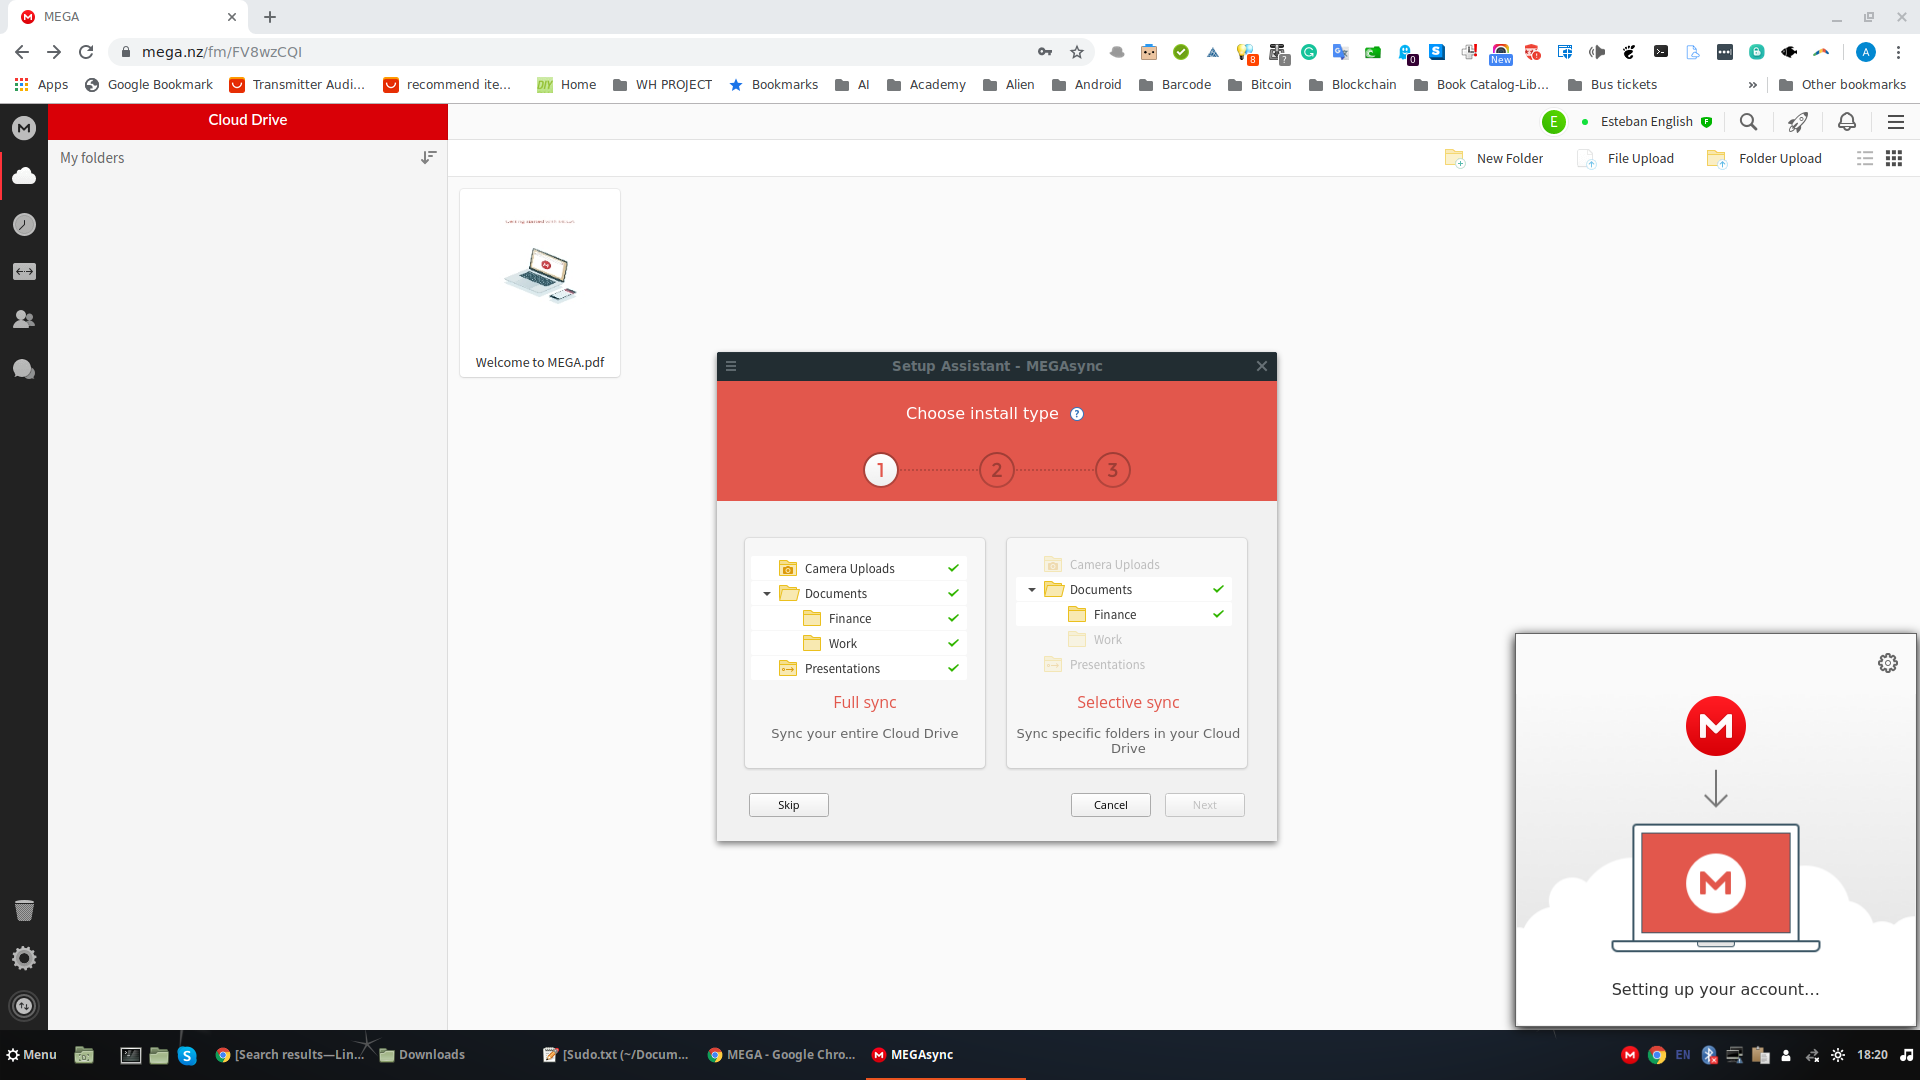 MEGA
mega.nz/fm/FV8wzCQI
8
?
0
New
A
Apps
Google Bookmark
Transmitter Audi...
recommend ite...
DIY
Home
WH PROJECT
Bookmarks
AI
Academy
Alien
Android
Barcode
Bitcoin
Blockchain
Book Catalog-Lib...
Bus tickets
»
Other bookmarks
Cloud Drive
E
Esteban English
My folders
New Folder
File Upload
Folder Upload
Welcome to MEGA.pdf
Setup Assistant - MEGAsync
Choose install type ?
1
2
3
Camera Uploads
Documents
Finance
Work
Presentations
Full sync
Sync your entire Cloud Drive
Camera Uploads
Documents
Finance
Work
Presentations
Selective sync
Sync specific folders in your Cloud
Drive
Skip
Cancel
Next
Setting up your account...
Menu
[Search results—Lin...
Downloads
[Sudo.txt (~/Docum...
MEGA - Google Chro...
MEGAsync
EN
18:20